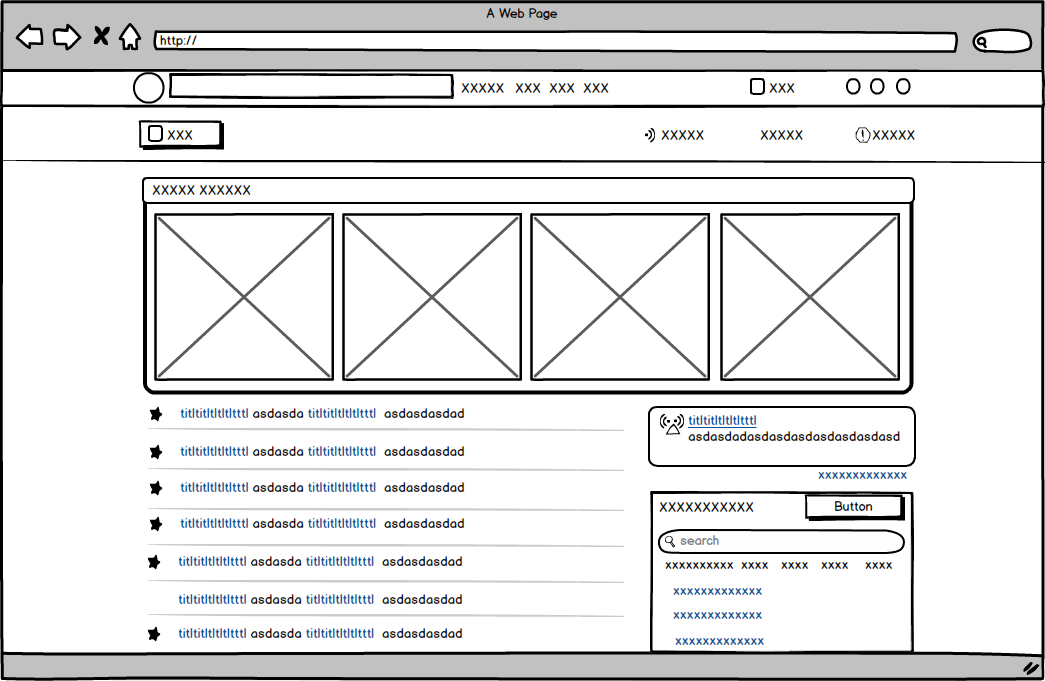 A Web Page
http://
XXXXX XXX XXX XXX XXX
XXX XXXXX XXXXX XXXXX
XXXXX XXXXXX
titltitltltltltttl asdasda titltitltltltltttl asdasdasdad
titltitltltltltttl asdasda titltitltltltltttl asdasdasdad
titltitltltltltttl asdasda titltitltltltltttl asdasdasdad
titltitltltltltttl asdasda titltitltltltltttl asdasdasdad
titltitltltltltttl asdasda titltitltltltltttl asdasdasdad
titltitltltltltttl asdasda titltitltltltltttl asdasdasdad
titltitltltltltttl asdasda titltitltltltltttl asdasdasdad
titltitltltltltttl
asdasdadasdasdasdasdasdasdasd
xxxxxxxxxxxxx
XXXXXXXXXXX Button
search
xxxxxxxxxx xxxx xxxx xxxx xxxx
xxxxxxxxxxxxx
xxxxxxxxxxxxx
xxxxxxxxxxxxx